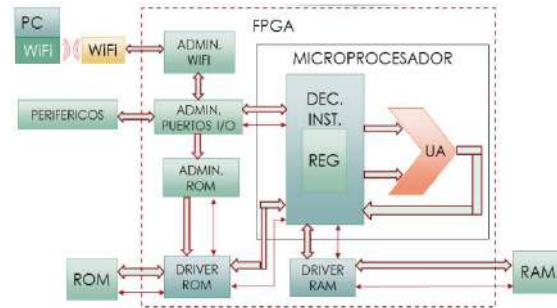 FPGA
PC
WiFi
WiFi
ADMIN.
WIFI
MICROPROCESADOR
PERIFERICOS
ADMIN.
PUERTOS I/O
DEC.
INST.
REG
UA
ADMIN.
ROM
ROM
DRIVER
ROM
DRIVER
RAM
RAM